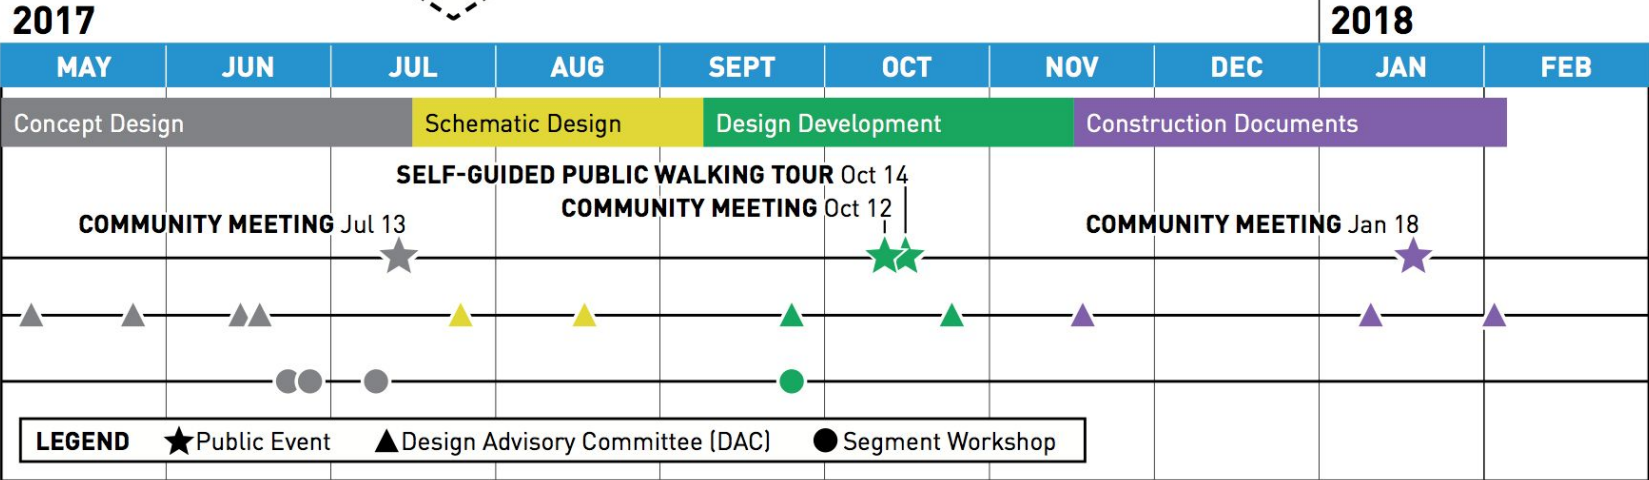 2017 2018
MAY JUN JUL AUG SEPT OCT NOV DEC JAN FEB
Concept Design Schematic Design Design Development Construction Documents
SELF-GUIDED PUBLIC WALKING TOUR Oct 14
COMMUNITY MEETING Oct 12
COMMUNITY MEETING Jul 13 COMMUNITY MEETING Jan 18
LEGEND Public Event Design Advisory Committee (DAC) Segment Workshop